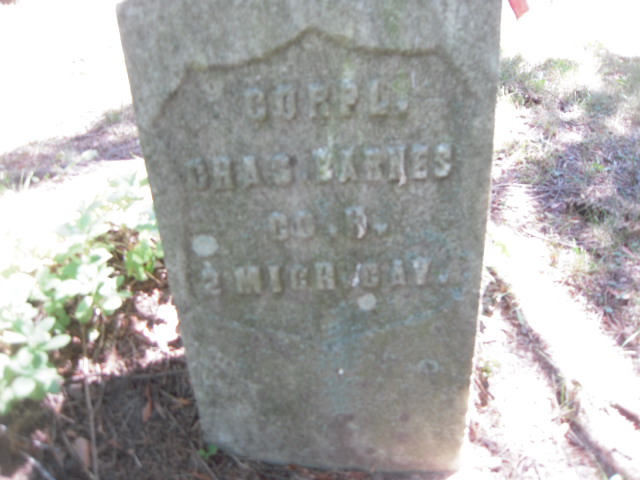 CORPL.
CHAS BARNES
CO.
2 MICH. CAV.